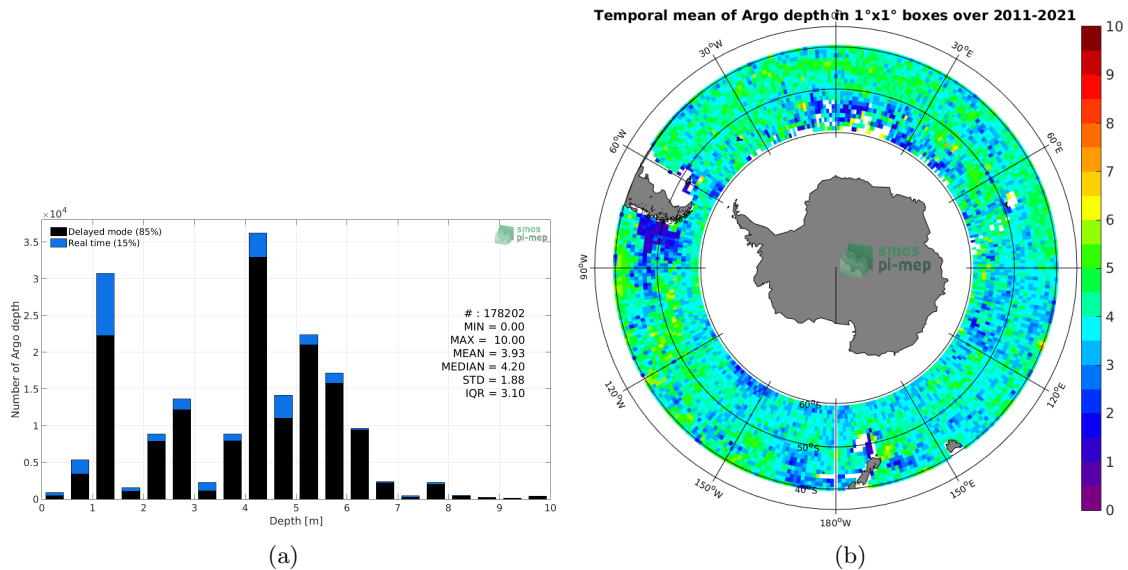 ×10⁴
Delayed mode (85%)
Real time (15%)
smos
pi-mep
# : 178202
MIN = 0.00
MAX = 10.00
MEAN = 3.93
MEDIAN = 4.20
STD = 1.88
IQR = 3.10
3.5
3
2.5
2
1.5
1
0.5
0
Number of Argo depth
0 1 2 3 4 5 6 7 8 9 10
Depth [m]
(a)
Temporal mean of Argo depth in 1°x1° boxes over 2011-2021
0°
30°W
30°E
60°W
60°E
90°W
smos
pi-mep
120°W
120°E
60°S
50°S
40°S
150°W
150°E
180°W
10
9
8
7
6
5
4
3
2
1
0
(b)